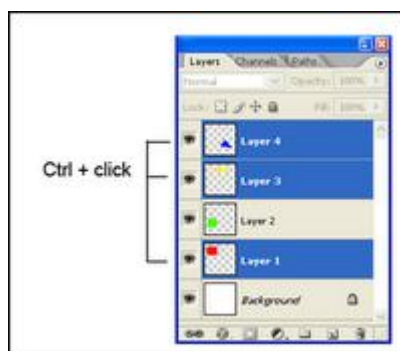 Layers Channels Paths
Normal Opacity: 100%
Lock: Fill: 100%
Layer 4
Ctrl + click
Layer 3
Layer 2
Layer 1
Background